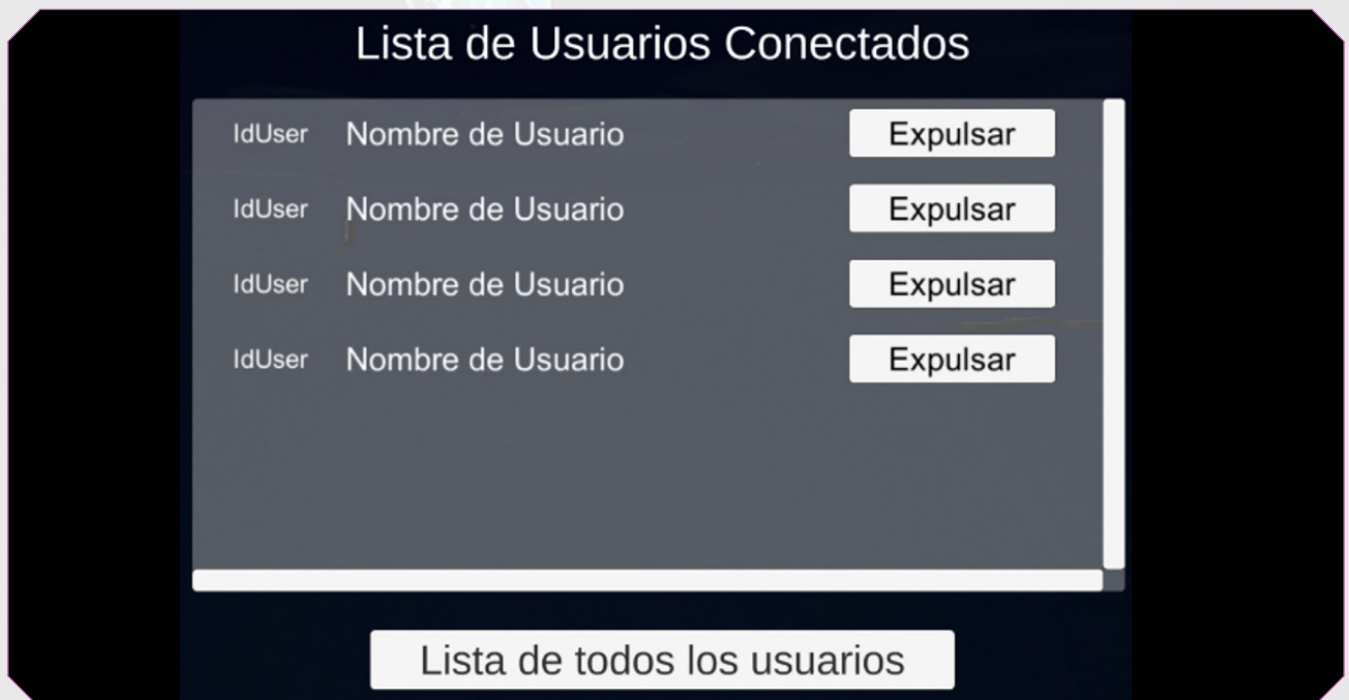 Lista de Usuarios Conectados
IdUser Nombre de Usuario Expulsar
IdUser Nombre de Usuario Expulsar
IdUser Nombre de Usuario Expulsar
IdUser Nombre de Usuario Expulsar
Lista de todos los usuarios